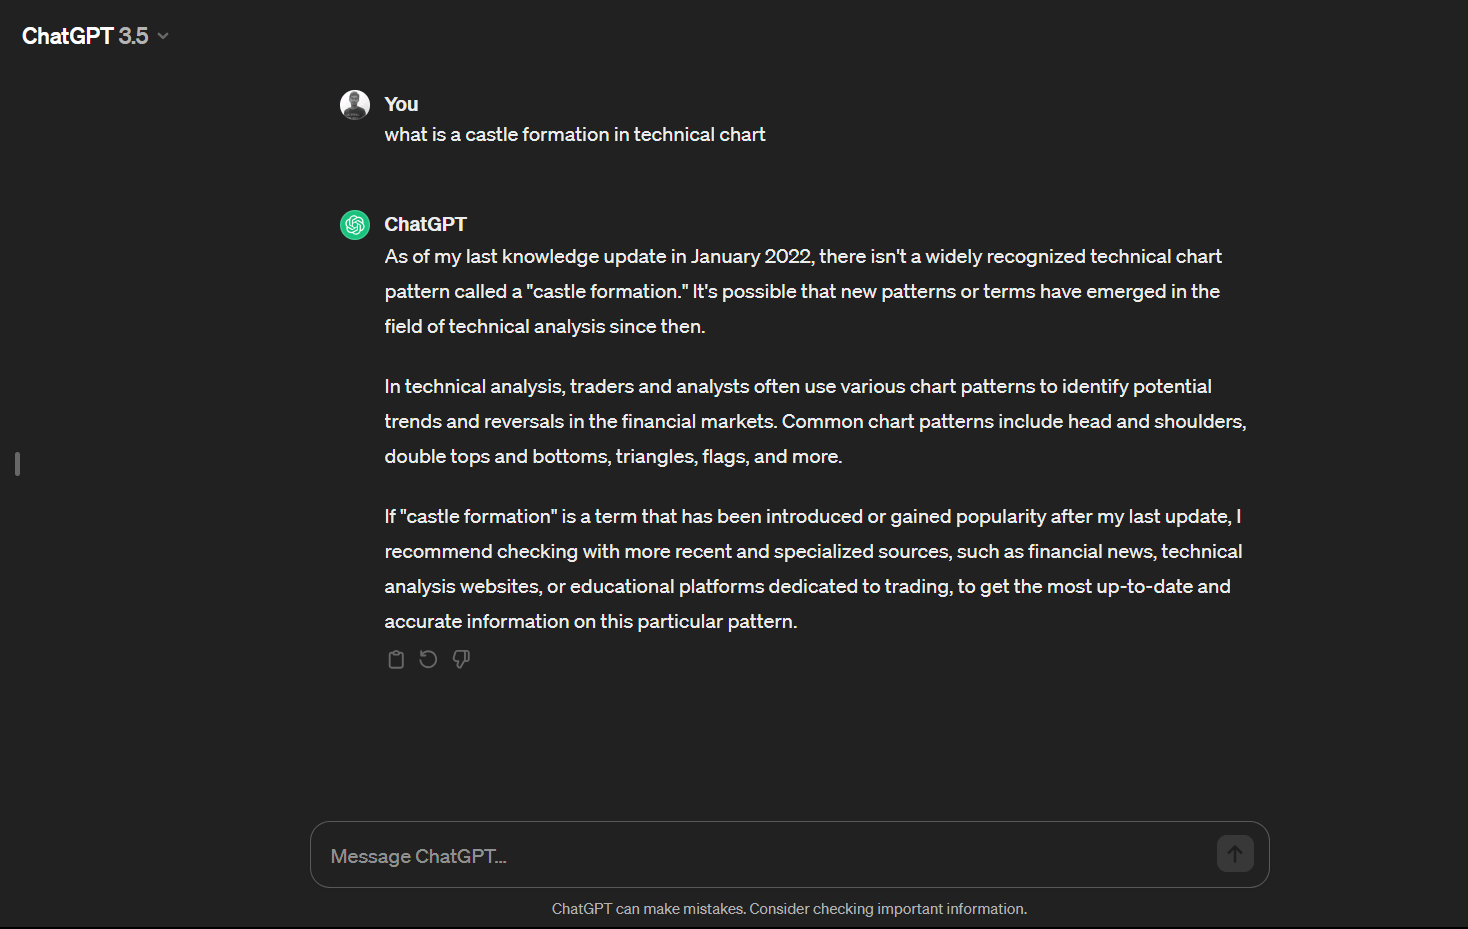 ChatGPT 3.5
You
what is a castle formation in technical chart
ChatGPT
As of my last knowledge update in January 2022, there isn't a widely recognized technical chart
pattern called a "castle formation." It's possible that new patterns or terms have emerged in the
field of technical analysis since then.
In technical analysis, traders and analysts often use various chart patterns to identify potential
trends and reversals in the financial markets. Common chart patterns include head and shoulders,
double tops and bottoms, triangles, flags, and more.
If "castle formation" is a term that has been introduced or gained popularity after my last update, I
recommend checking with more recent and specialized sources, such as financial news, technical
analysis websites, or educational platforms dedicated to trading, to get the most up-to-date and
accurate information on this particular pattern.
Message ChatGPT...
ChatGPT can make mistakes. Consider checking important information.